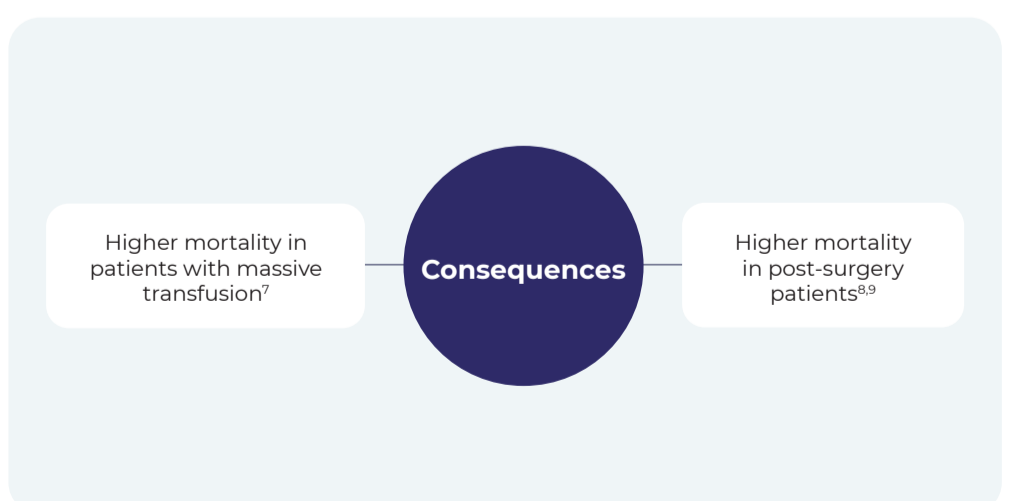 Higher mortality in
patients with massive
transfusion⁷
Consequences
Higher mortality
in post-surgery
patients⁸,⁹